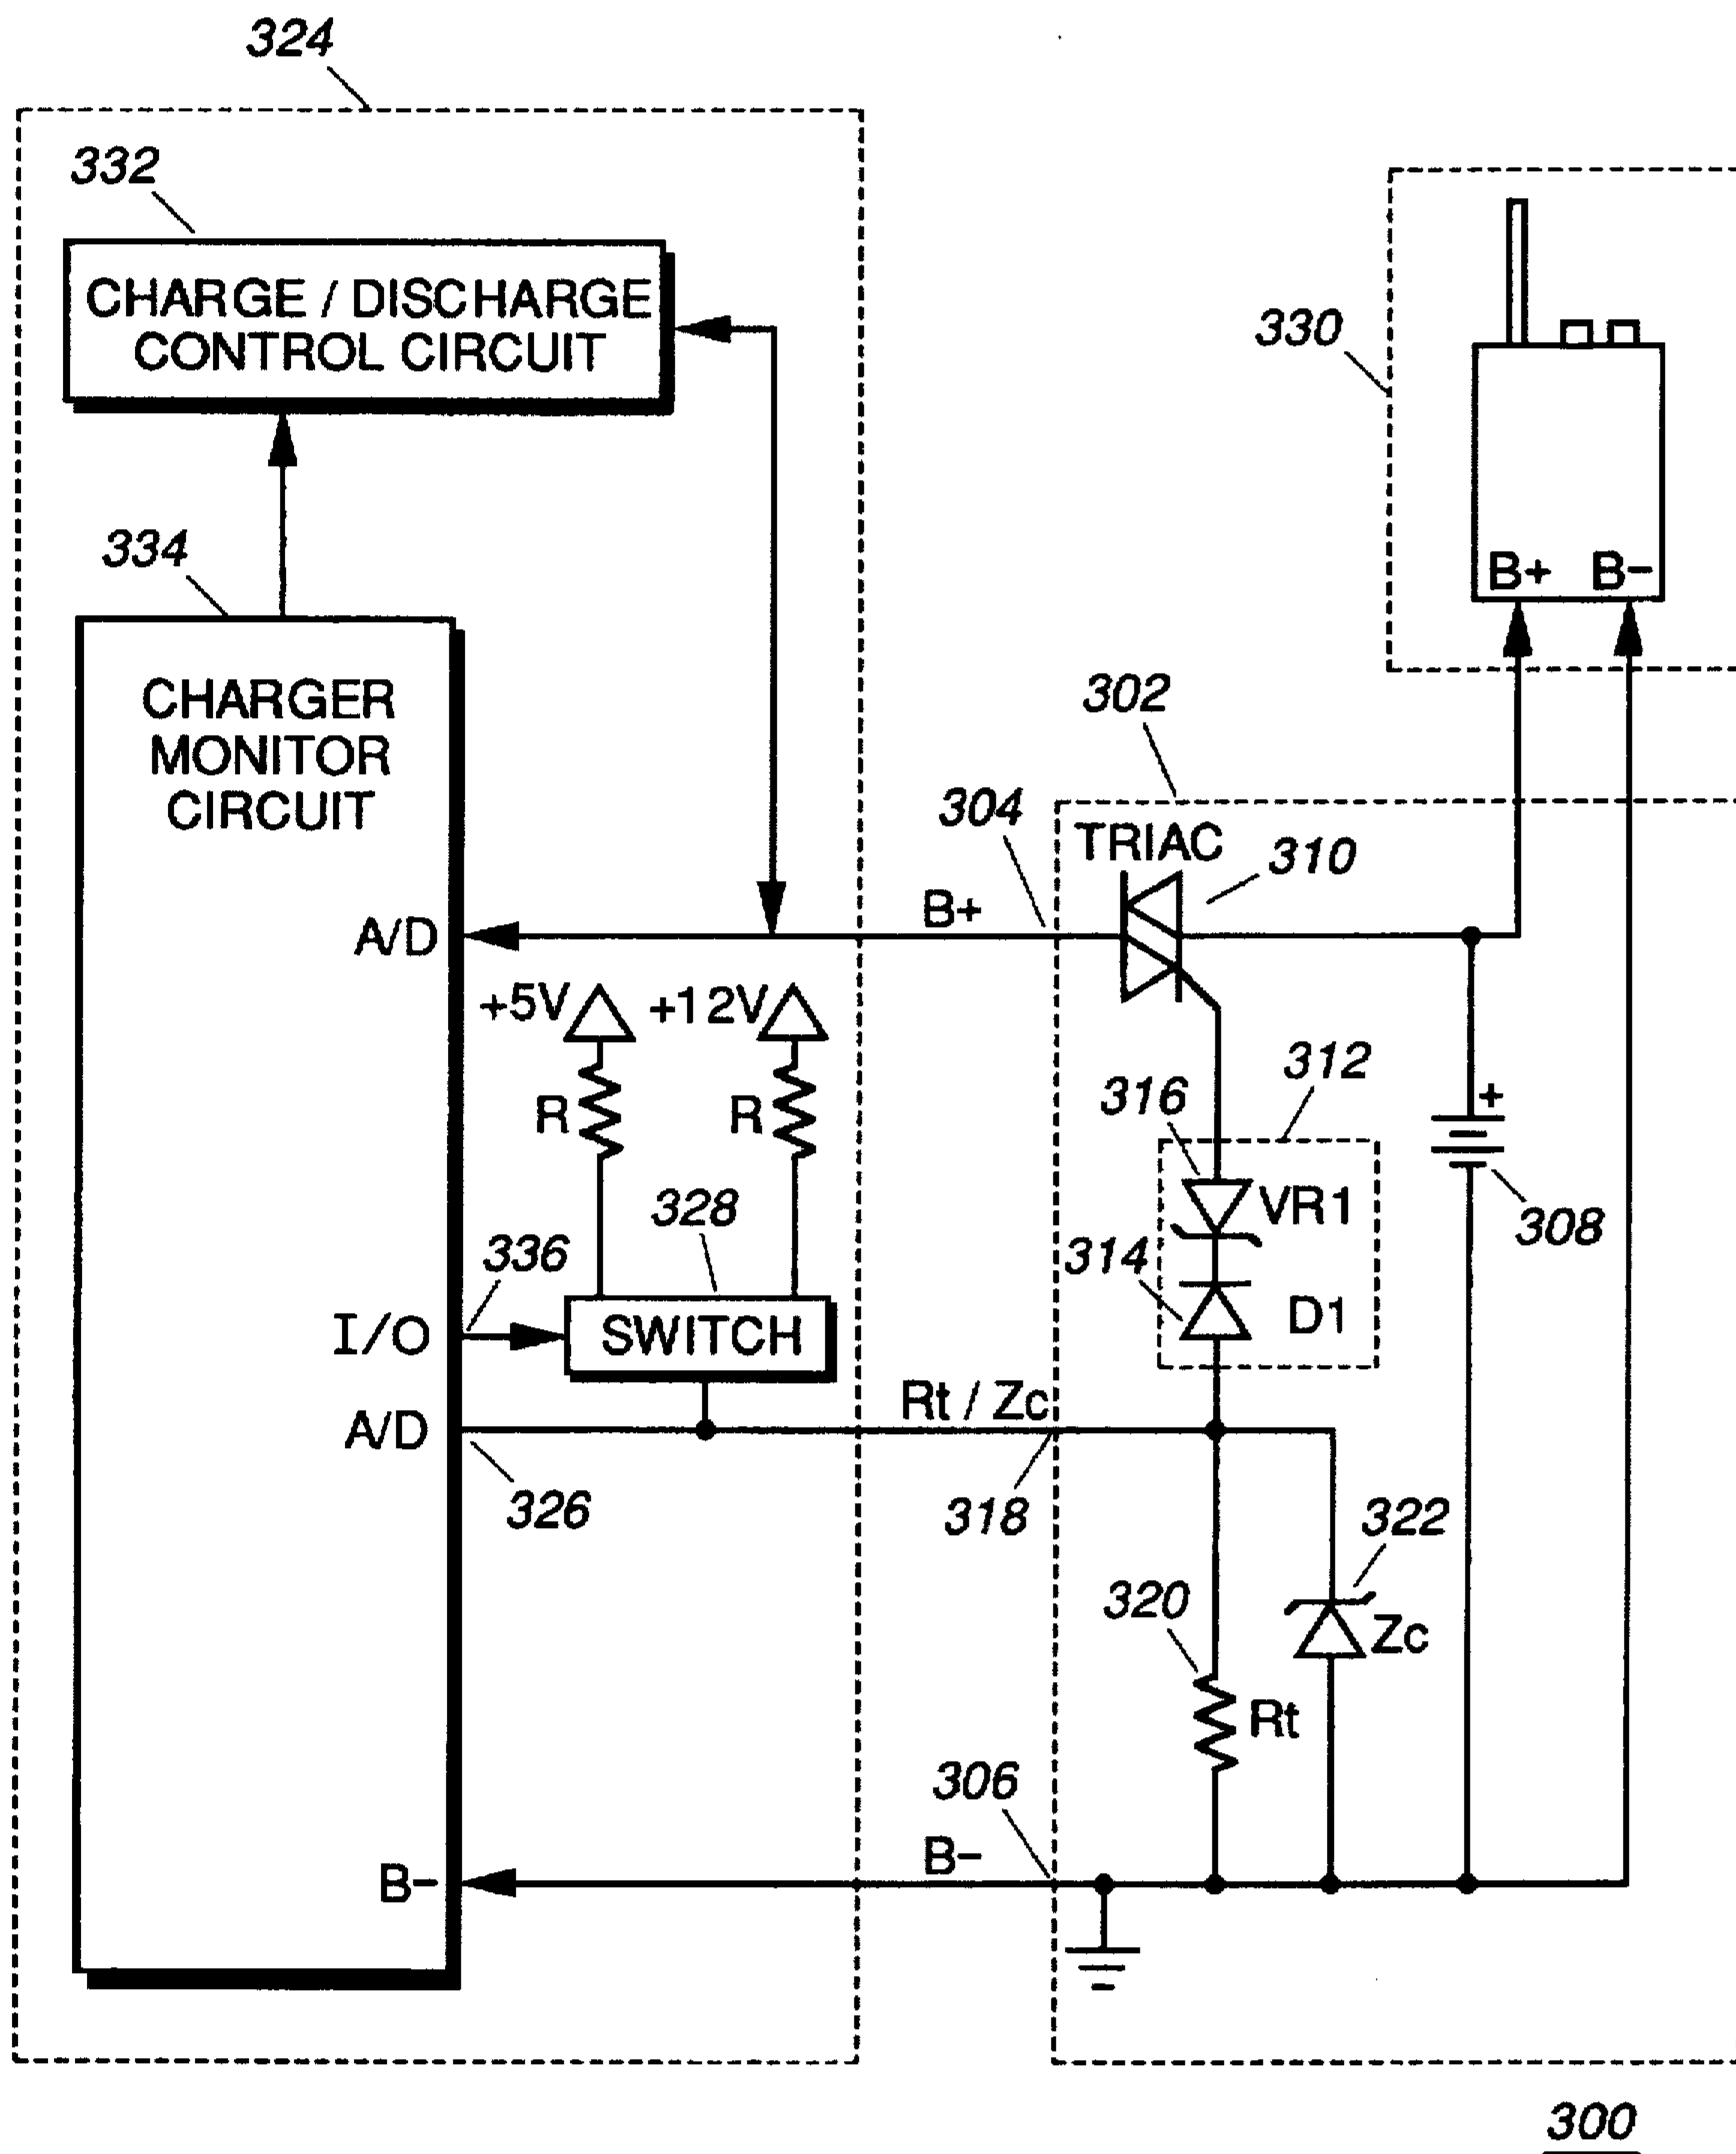 324
332
CHARGE / DISCHARGE
CONTROL CIRCUIT
330
B+ B-
334
CHARGER
MONITOR
CIRCUIT
302
304
TRIAC
310
B+
A/D
+5V +12V
R R
312
316
+
VR1
308
328
336
314
D1
I/O
SWITCH
Rt / Zc
A/D
326
318
322
320
Zc
Rt
306
B-
B-
300